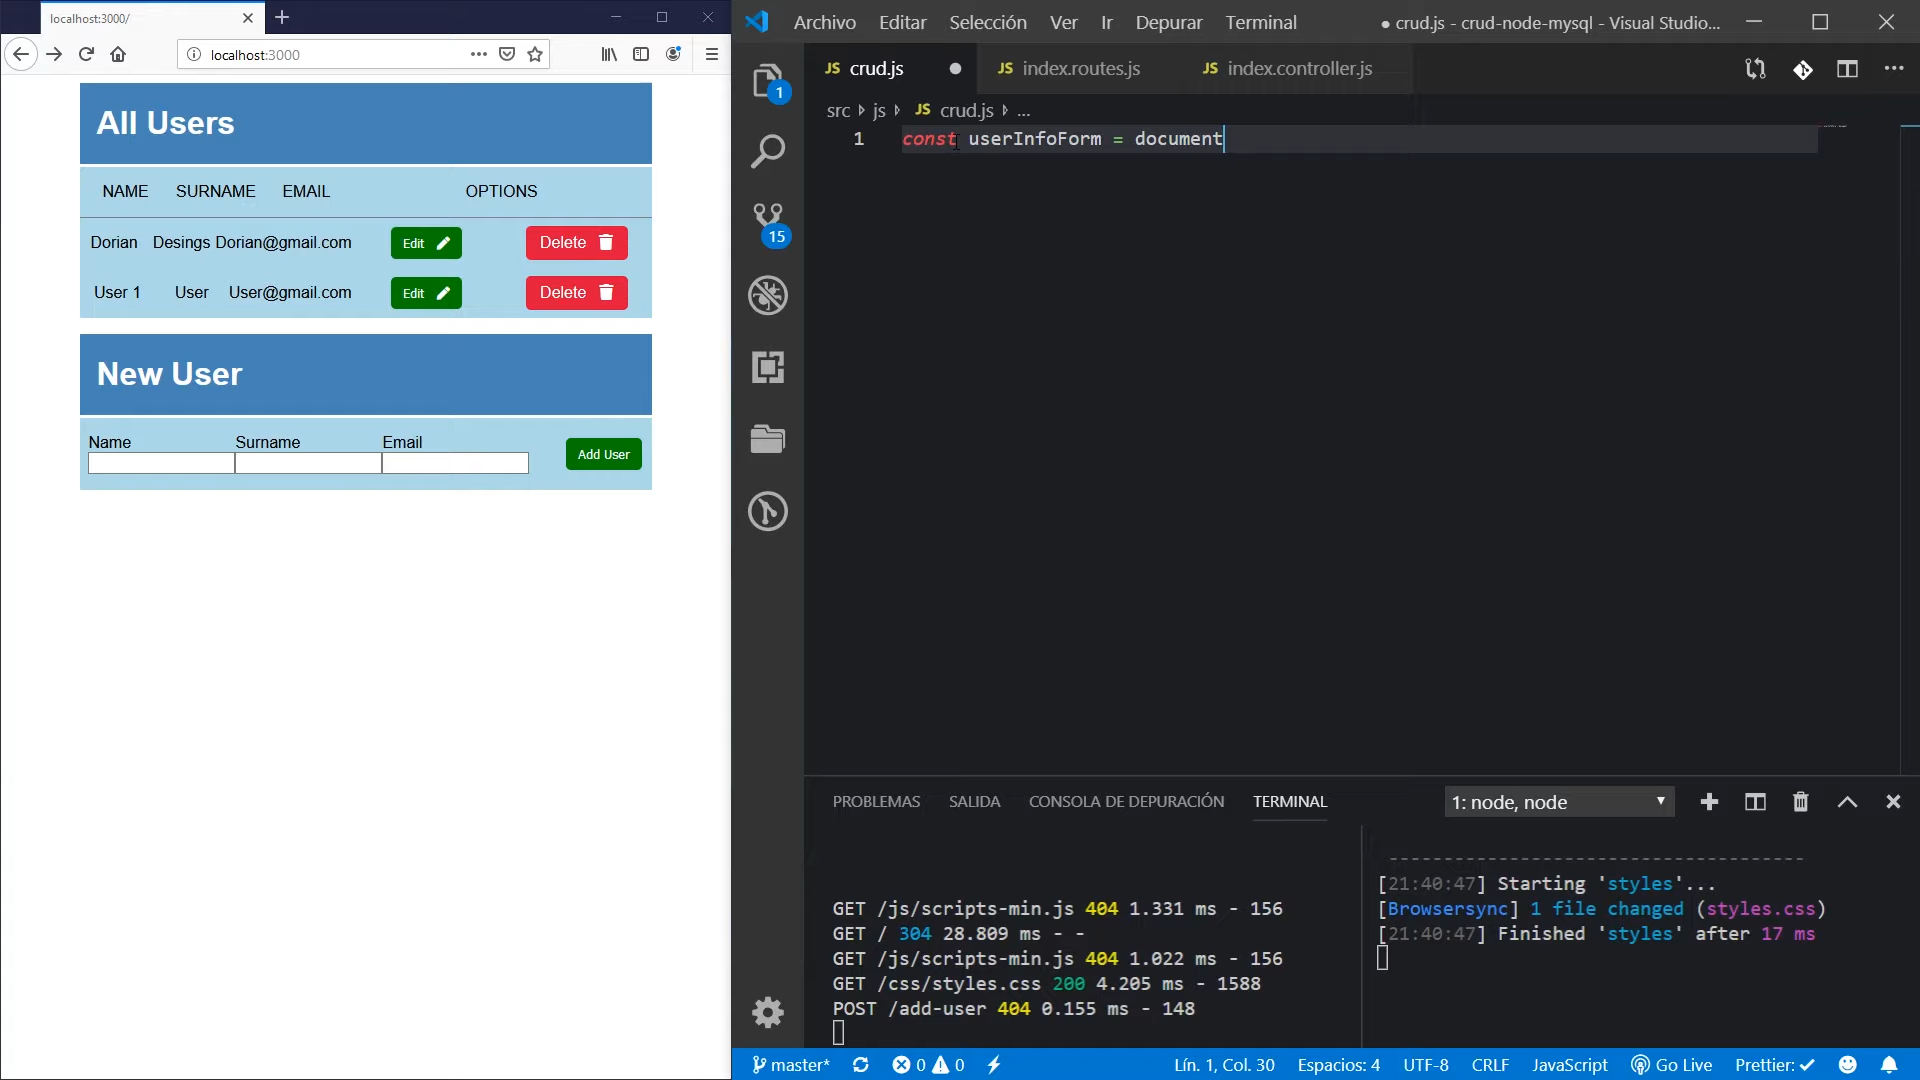 localhost:3000/
localhost:3000
All Users
NAME SURNAME EMAIL OPTIONS
Dorian Desings Dorian@gmail.com Edit Delete
User 1 User User@gmail.com Edit Delete
New User
Name Surname Email
Add User
Archivo Editar Selección Ver Ir Depurar Terminal ● crud.js - crud-node-mysql - Visual Studio...
JS crud.js ● JS index.routes.js JS index.controller.js
src js JS crud.js ...
1 const userInfoForm = document
1
15
PROBLEMAS SALIDA CONSOLA DE DEPURACIÓN TERMINAL 1: node, node
GET /js/scripts-min.js 404 1.331 ms - 156
GET / 304 28.809 ms - -
GET /js/scripts-min.js 404 1.022 ms - 156
GET /css/styles.css 200 4.205 ms - 1588
POST /add-user 404 0.155 ms - 148
--------------------------------------
[21:40:47] Starting 'styles'...
[Browsersync] 1 file changed (styles.css)
[21:40:47] Finished 'styles' after 17 ms
master* 0 0 Lín. 1, Col. 30 Espacios: 4 UTF-8 CRLF JavaScript Go Live Prettier: ✓